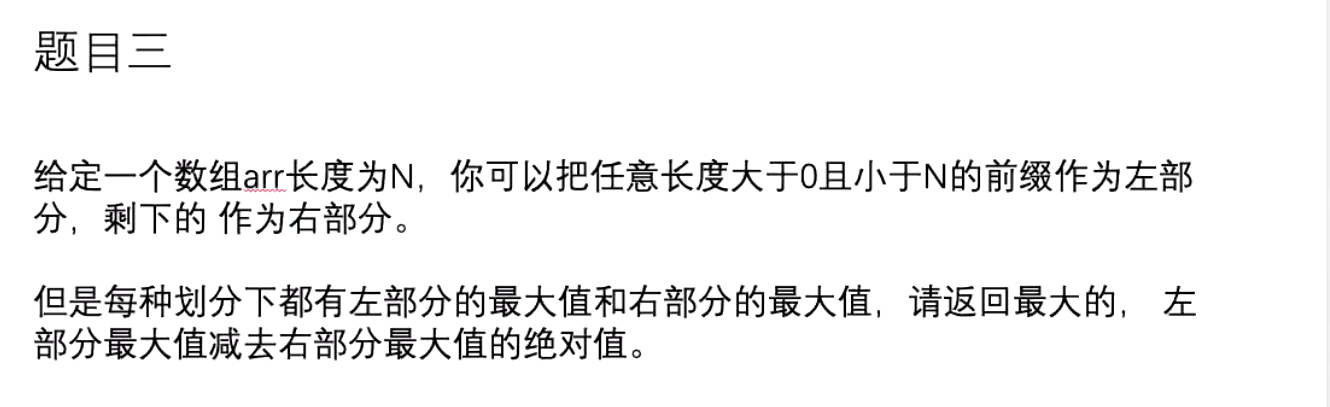 题目三
给定一个数组arr长度为N，你可以把任意长度大于0且小于N的前缀作为左部
分，剩下的 作为右部分。
但是每种划分下都有左部分的最大值和右部分的最大值，请返回最大的， 左
部分最大值减去右部分最大值的绝对值。